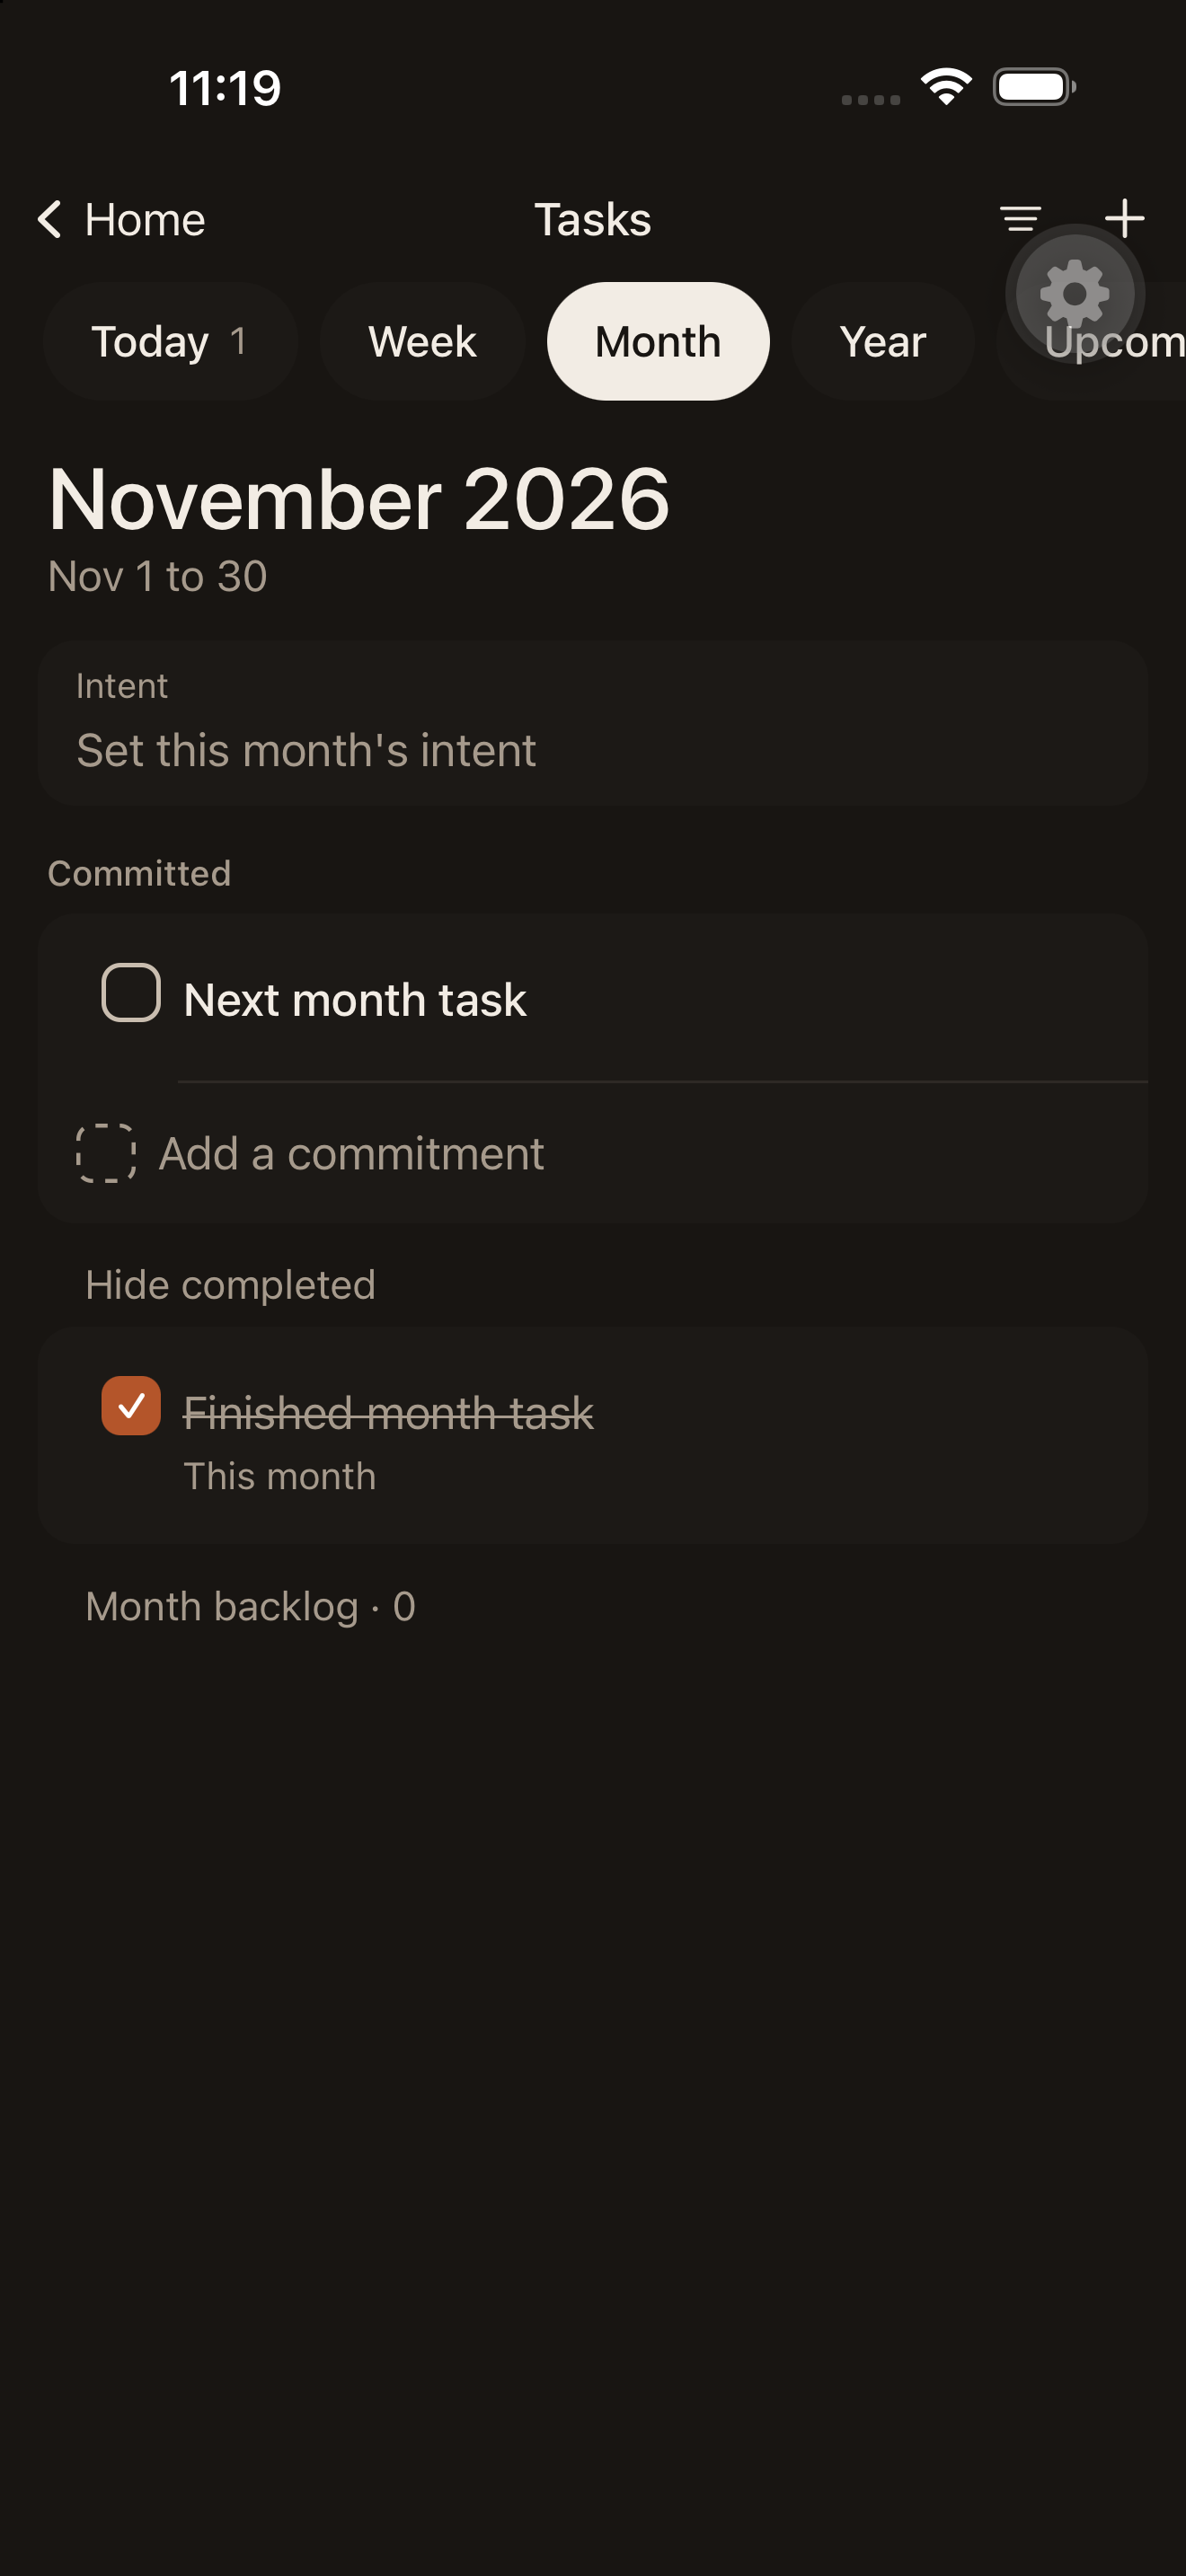 11:19
Home
Tasks
Today 1
Week
Month
Year
Upcom
November 2026
Nov 1 to 30
Intent
Set this month's intent
Committed
Next month task
Add a commitment
Hide completed
Finished month task
This month
Month backlog · 0